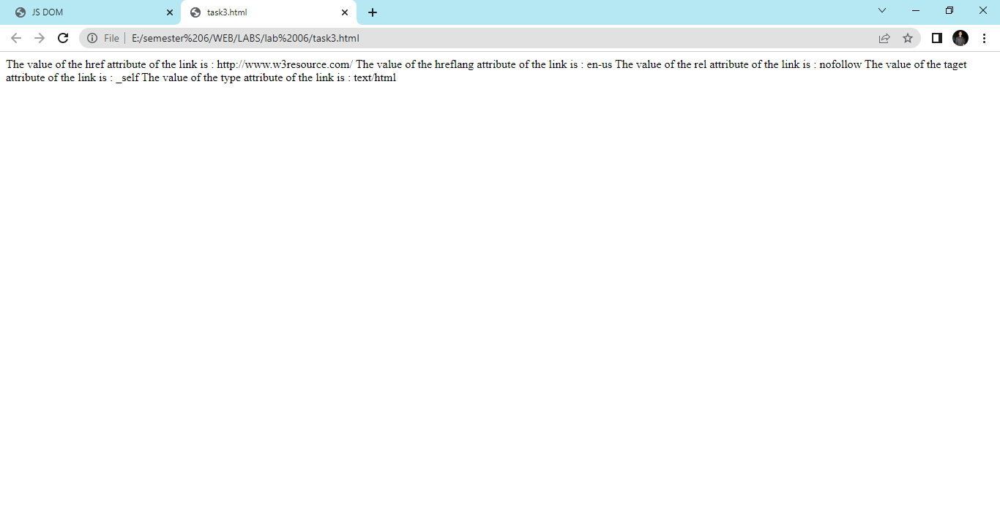 JS DOM
task3.html
File
E:/semester%206/WEB/LABS/lab%2006/task3.html
The value of the href attribute of the link is : http://www.w3resource.com/ The value of the hreflang attribute of the link is : en-us The value of the rel attribute of the link is : nofollow The value of the taget
attribute of the link is : _self The value of the type attribute of the link is : text/html